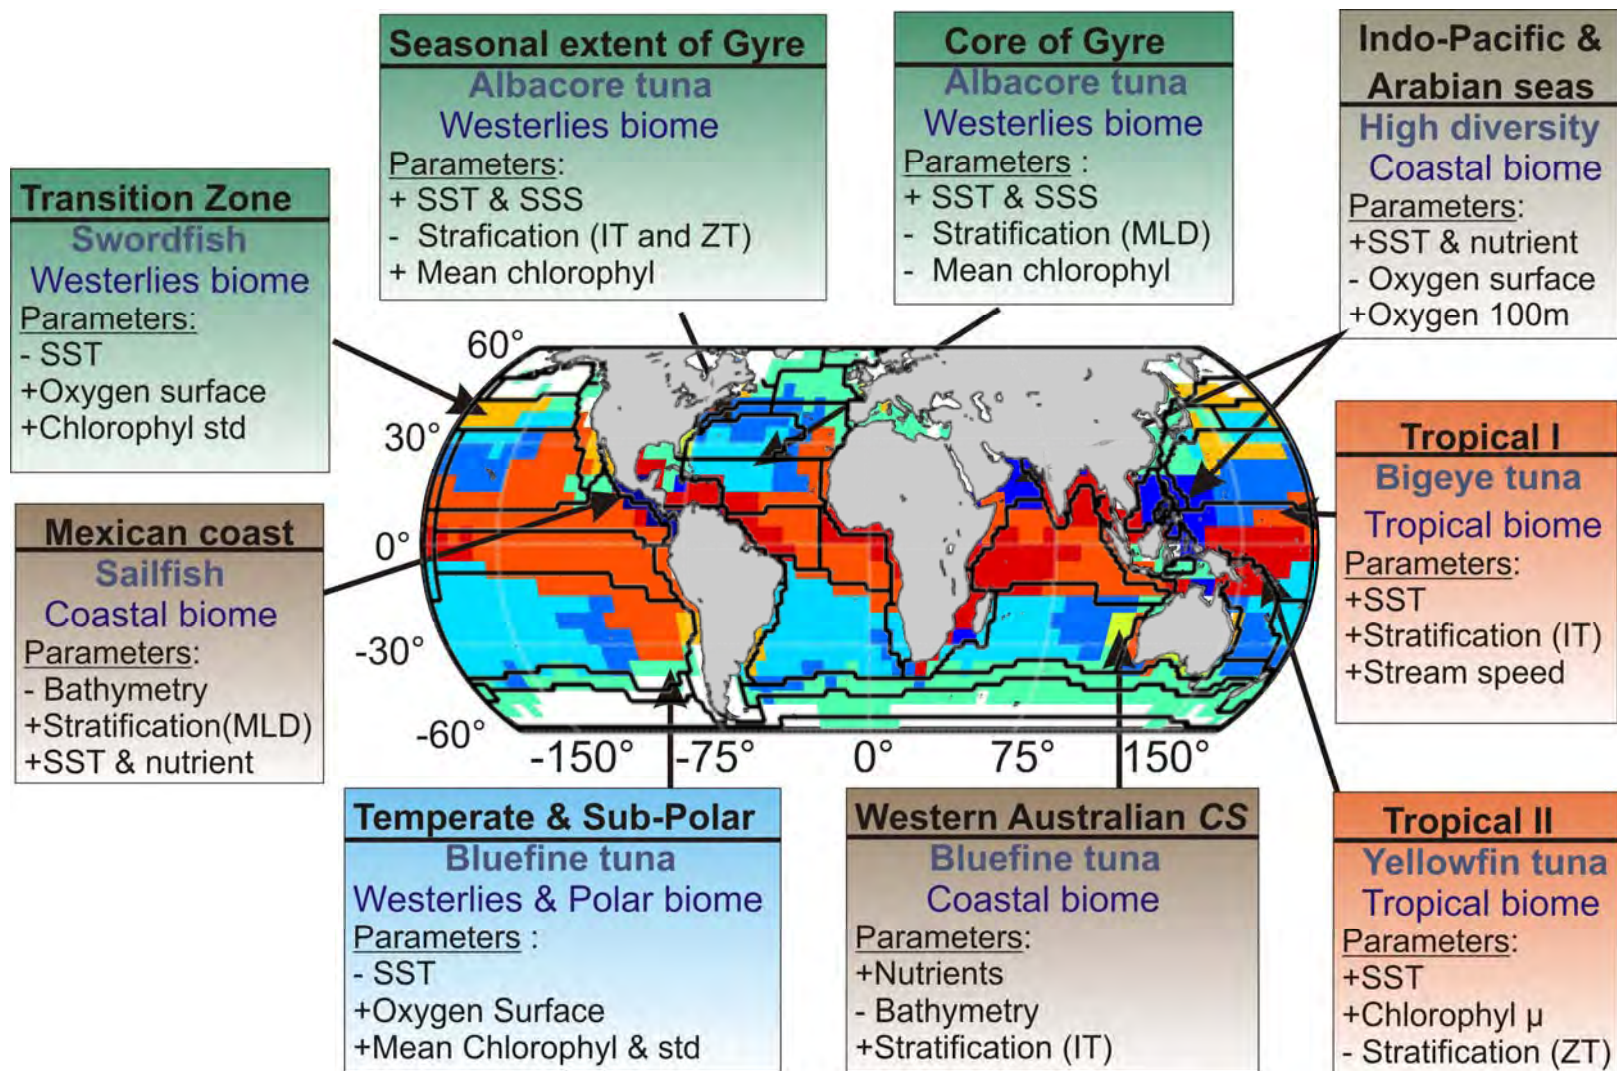 Seasonal extent of Gyre
Albacore tuna
Westerlies biome
Parameters:
+ SST & SSS
- Strafication (IT and ZT)
+ Mean chlorophyl
Core of Gyre
Albacore tuna
Westerlies biome
Parameters :
+ SST & SSS
- Stratification (MLD)
- Mean chlorophyl
Indo-Pacific &
Arabian seas
High diversity
Coastal biome
Parameters:
+SST & nutrient
- Oxygen surface
+Oxygen 100m
Transition Zone
Swordfish
Westerlies biome
Parameters:
- SST
+Oxygen surface
+Chlorophyl std
Mexican coast
Sailfish
Coastal biome
Parameters:
- Bathymetry
+Stratification(MLD)
+SST & nutrient
60°
30°
0°
-30°
-60°
-150°
-75°
0°
75°
150°
Tropical I
Bigeye tuna
Tropical biome
Parameters:
+SST
+Stratification (IT)
+Stream speed
Temperate & Sub-Polar
Bluefine tuna
Westerlies & Polar biome
Parameters :
- SST
+Oxygen Surface
+Mean Chlorophyl & std
Western Australian CS
Bluefine tuna
Coastal biome
Parameters:
+Nutrients
- Bathymetry
+Stratification (IT)
Tropical II
Yellowfin tuna
Tropical biome
Parameters:
+SST
+Chlorophyl µ
- Stratification (ZT)